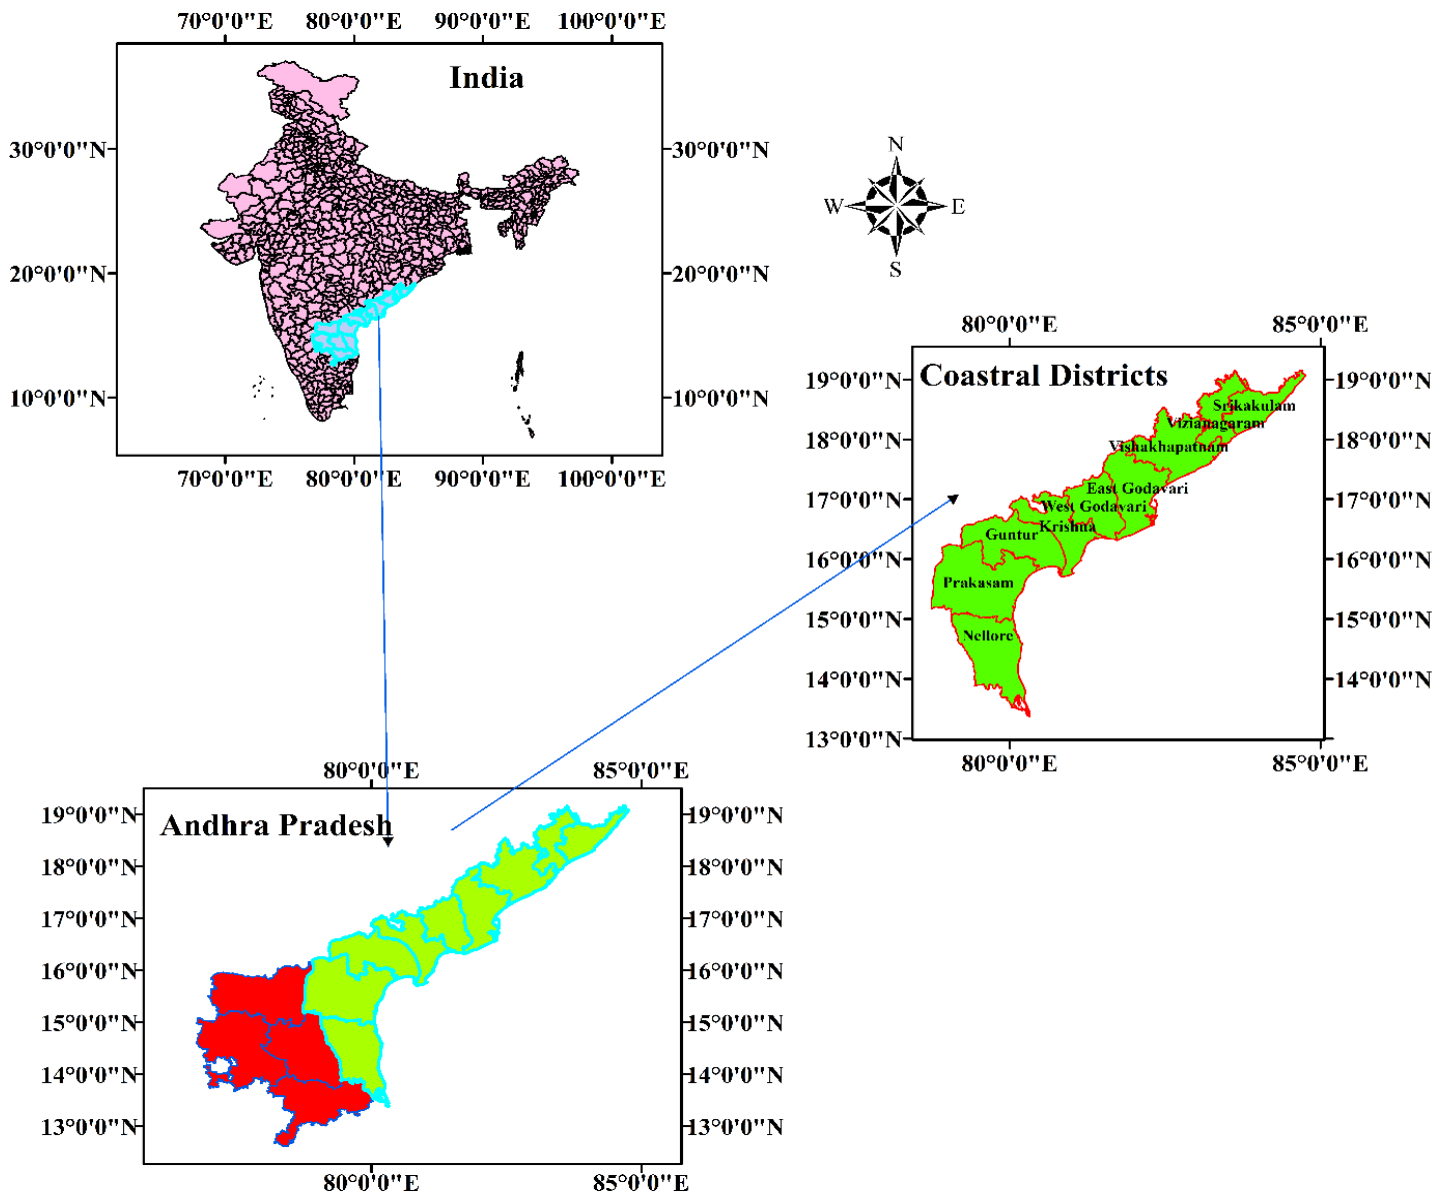 70°0'0"E 80°0'0"E 90°0'0"E 100°0'0"E
India
30°0'0"N 30°0'0"N
20°0'0"N 20°0'0"N
10°0'0"N 10°0'0"N
70°0'0"E 80°0'0"E 90°0'0"E 100°0'0"E
N
W E
S
80°0'0"E 85°0'0"E
Coastral Districts
19°0'0"N 19°0'0"N
Srikakulam
Vizianagaram
18°0'0"N 18°0'0"N
Vishakhapatnam
East Godavari
17°0'0"N 17°0'0"N
West Godavari
Krishna
Guntur
16°0'0"N 16°0'0"N
Prakasam
15°0'0"N 15°0'0"N
Nellore
14°0'0"N 14°0'0"N
13°0'0"N
80°0'0"E 85°0'0"E
80°0'0"E 85°0'0"E
19°0'0"N 19°0'0"N
Andhra Pradesh
18°0'0"N 18°0'0"N
17°0'0"N 17°0'0"N
16°0'0"N 16°0'0"N
15°0'0"N 15°0'0"N
14°0'0"N 14°0'0"N
13°0'0"N 13°0'0"N
80°0'0"E 85°0'0"E